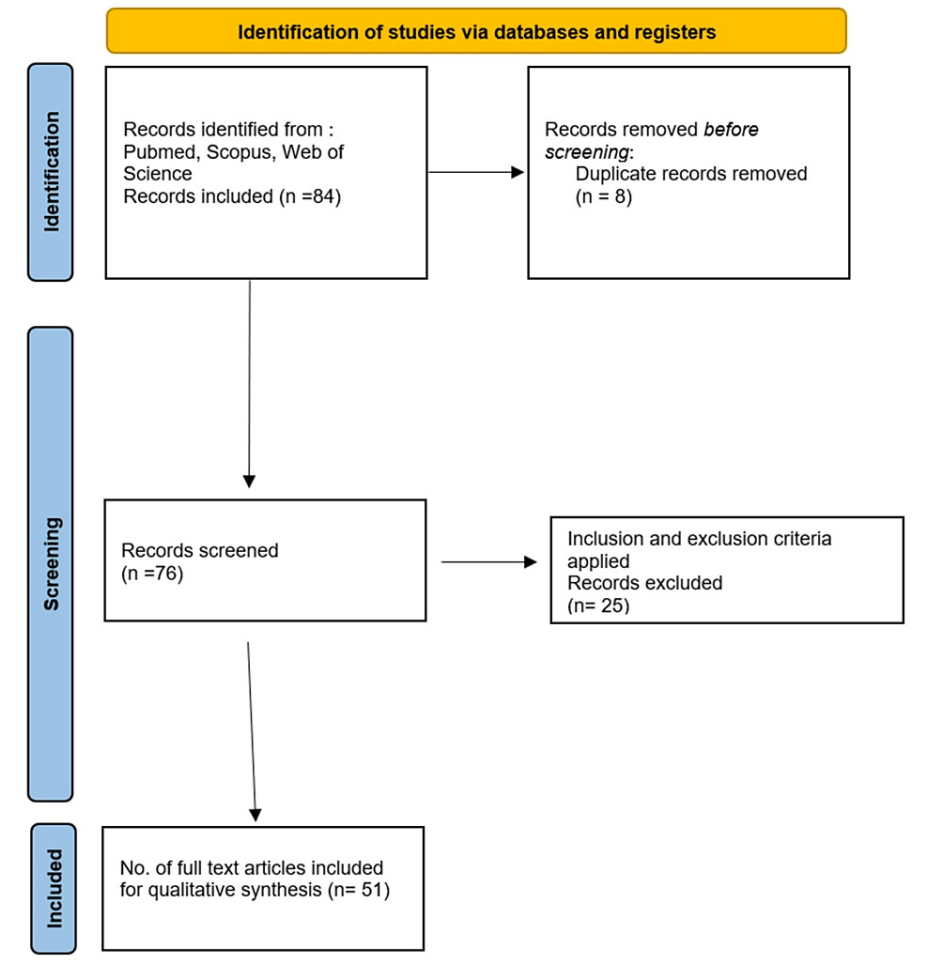 Identification of studies via databases and registers
Identification
Records identified from :
Pubmed, Scopus, Web of
Science
Records included (n =84)
Records removed before
screening:
Duplicate records removed
(n = 8)
Screening
Records screened
(n =76)
Inclusion and exclusion criteria
applied
Records excluded
(n= 25)
Included
No. of full text articles included
for qualitative synthesis (n= 51)